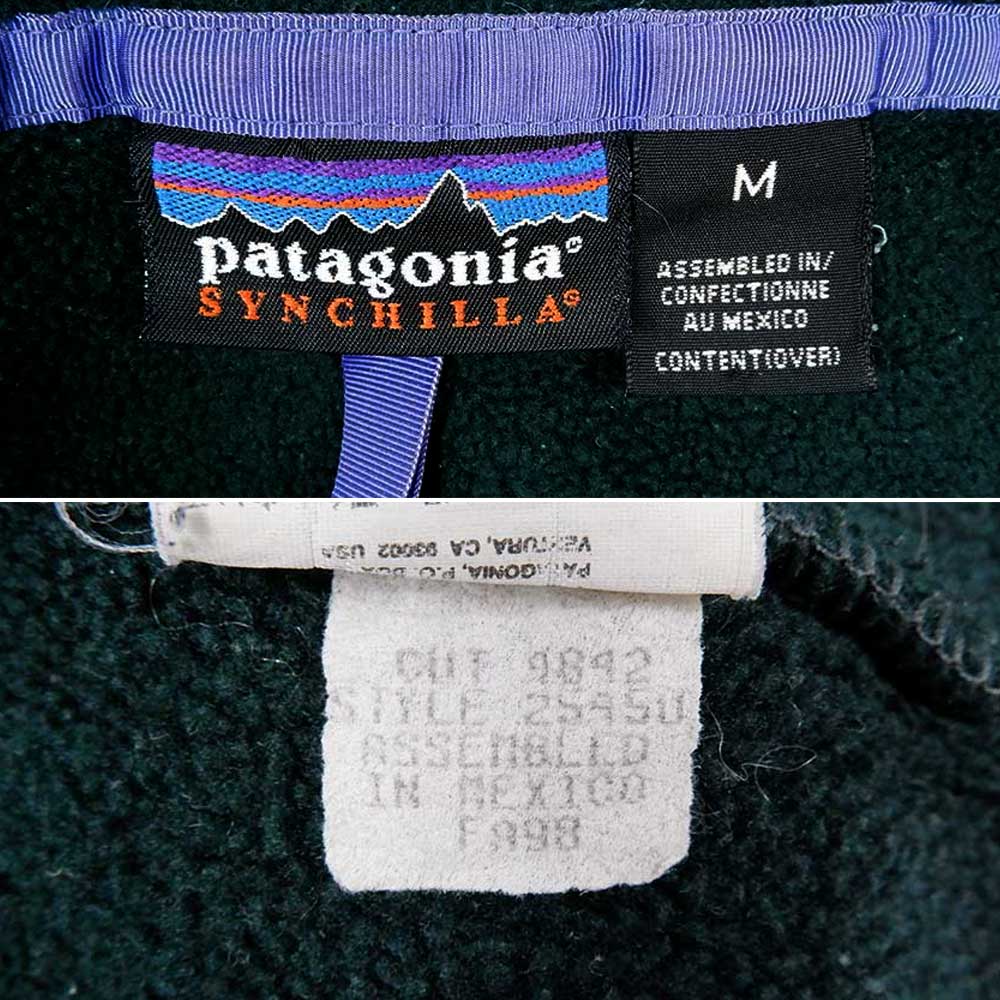 patagonia®
SYNCHILLA®
M
ASSEMBLED IN/
CONFECTIONNE
AU MEXICO
CONTENT(OVER)
VENTURA, CA 93002 USA
PATAGONIA, P.O. BOX
CUT 9842
STYLE 25450
ASSEMBLED
IN MEXICO
FA98